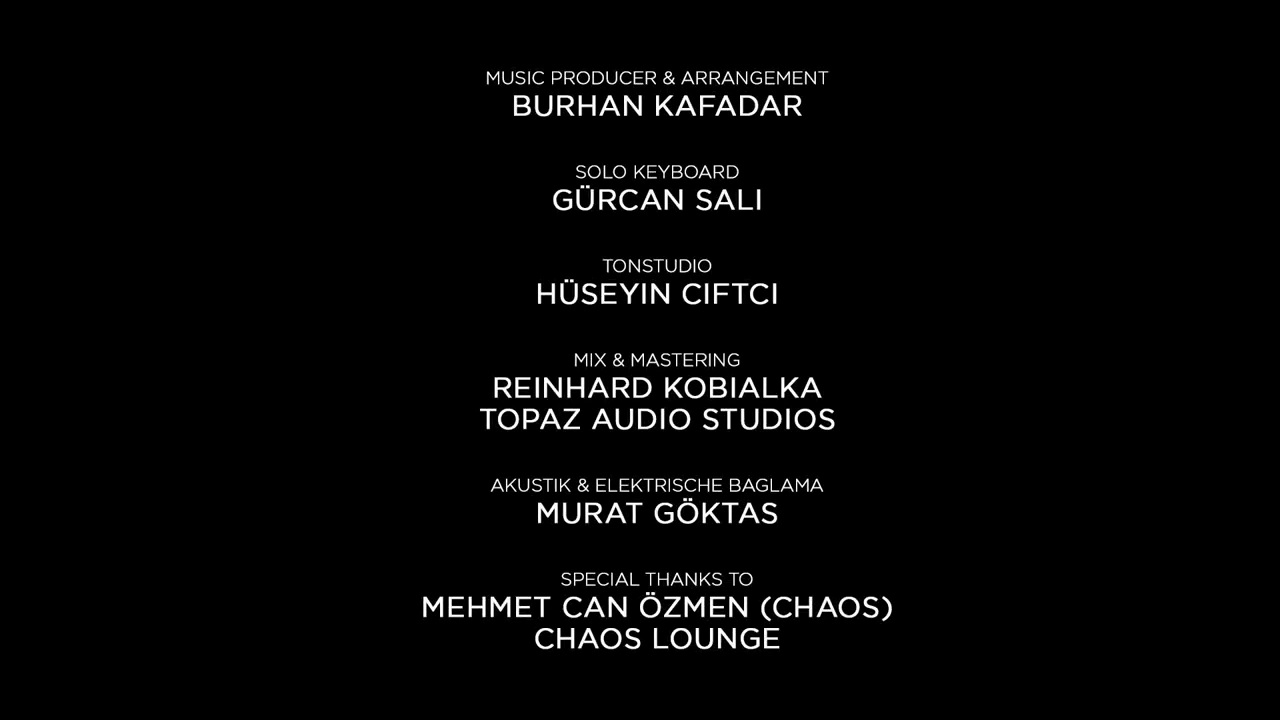 MUSIC PRODUCER & ARRANGEMENT
BURHAN KAFADAR
SOLO KEYBOARD
GÜRCAN SALI
TONSTUDIO
HÜSEYIN CIFTCI
MIX & MASTERING
REINHARD KOBIALKA
TOPAZ AUDIO STUDIOS
AKUSTIK & ELEKTRISCHE BAGLAMA
MURAT GÖKTAS
SPECIAL THANKS TO
MEHMET CAN ÖZMEN (CHAOS)
CHAOS LOUNGE